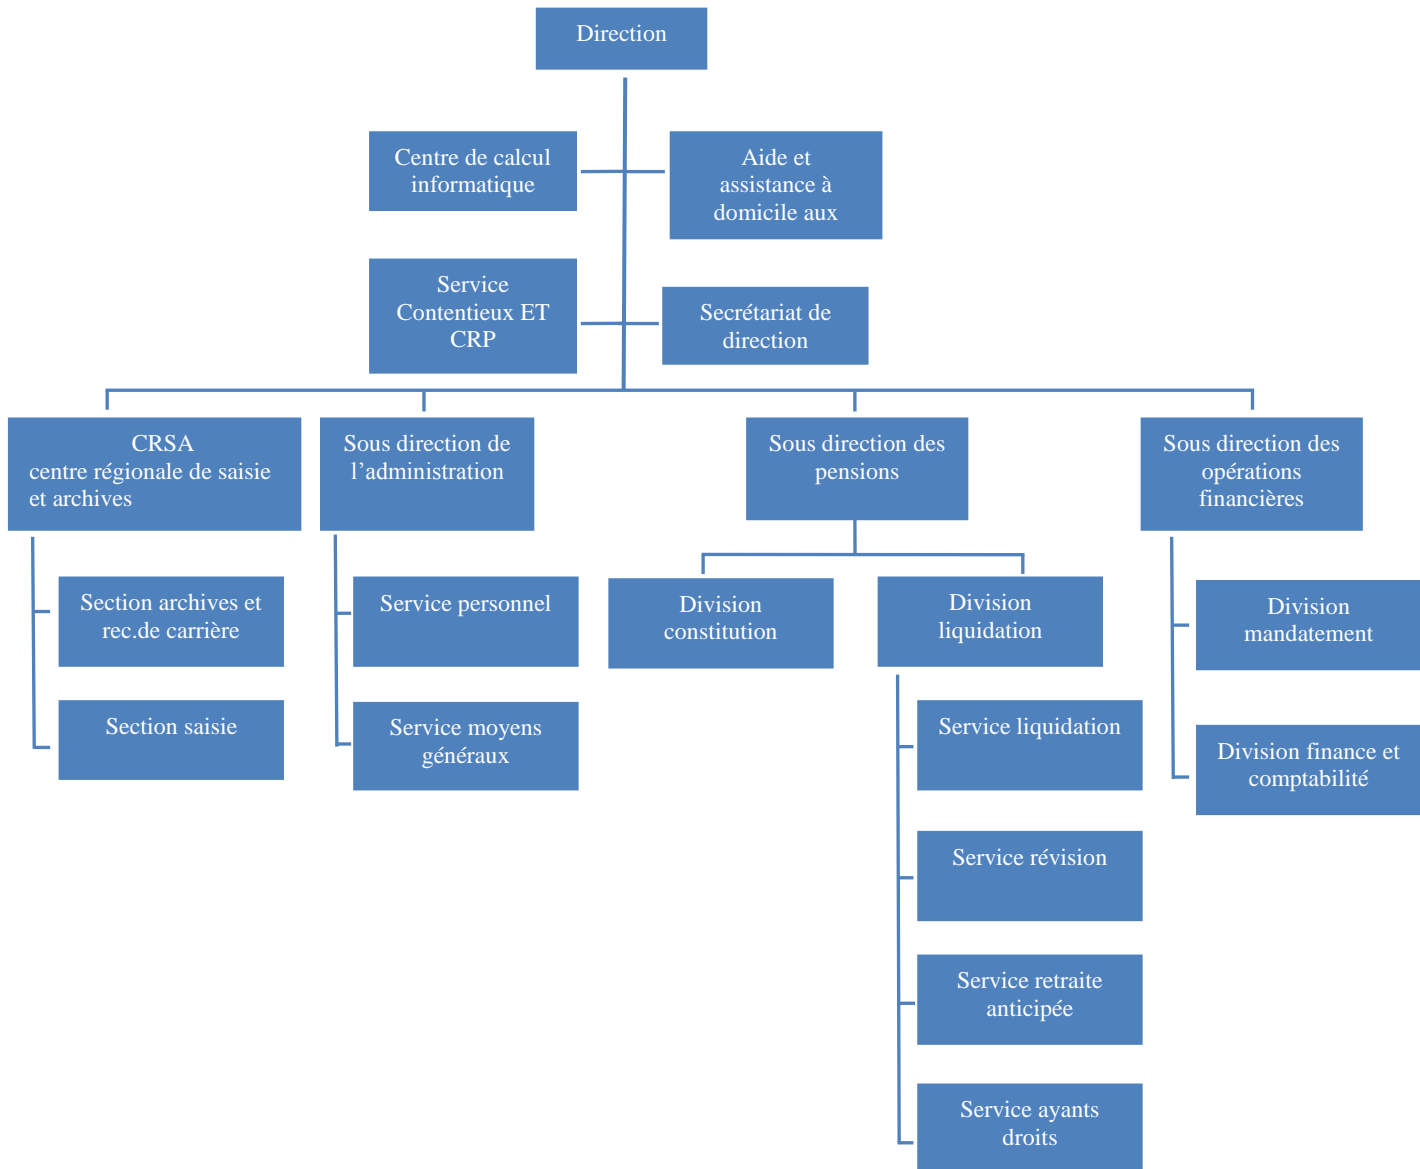 Direction
Centre de calcul
informatique
Aide et
assistance à
domicile aux
Service
Contentieux ET
CRP
Secrétariat de
direction
CRSA
centre régionale de saisie
et archives
Sous direction de
l’administration
Sous direction des
pensions
Sous direction des
opérations
financières
Section archives et
rec.de carrière
Service personnel
Division
constitution
Division
liquidation
Division
mandatement
Section saisie
Service moyens
généraux
Service liquidation
Division finance et
comptabilité
Service révision
Service retraite
anticipée
Service ayants
droits